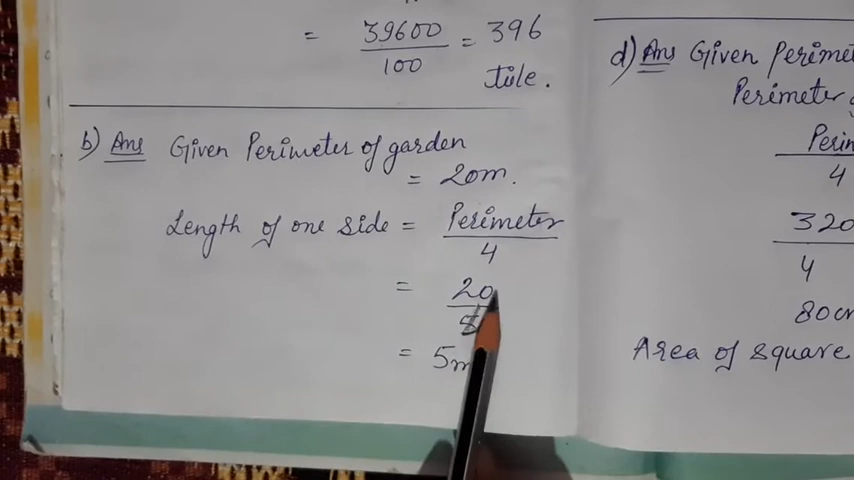 = 39600 / 100 = 396
tile.
b) Ans Given Perimeter of garden
= 20m.
Length of one side = Perimeter / 4
= 20
= 5m
d) Ans Given Perime
Perimeter
Perim
4
320
4
80cm
Area of square